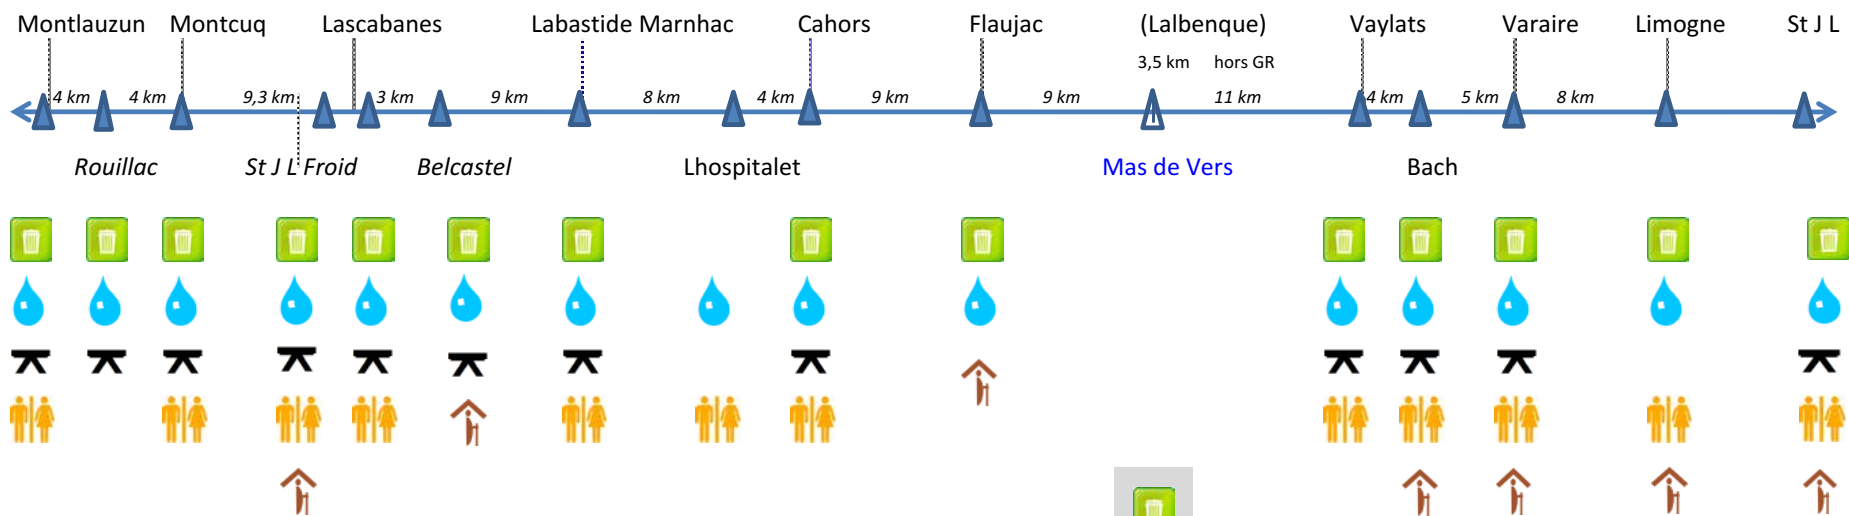 Montlauzun Montcuq Lascabanes Labastide Marnhac Cahors Flaujac (Lalbenque) Vaylats Varaire Limogne St J L
3,5 km hors GR
4 km 4 km 9,3 km 3 km 9 km 8 km 4 km 9 km 9 km 11 km 4 km 5 km 8 km
Rouillac St J L Froid Belcastel Lhospitalet Mas de Vers Bach